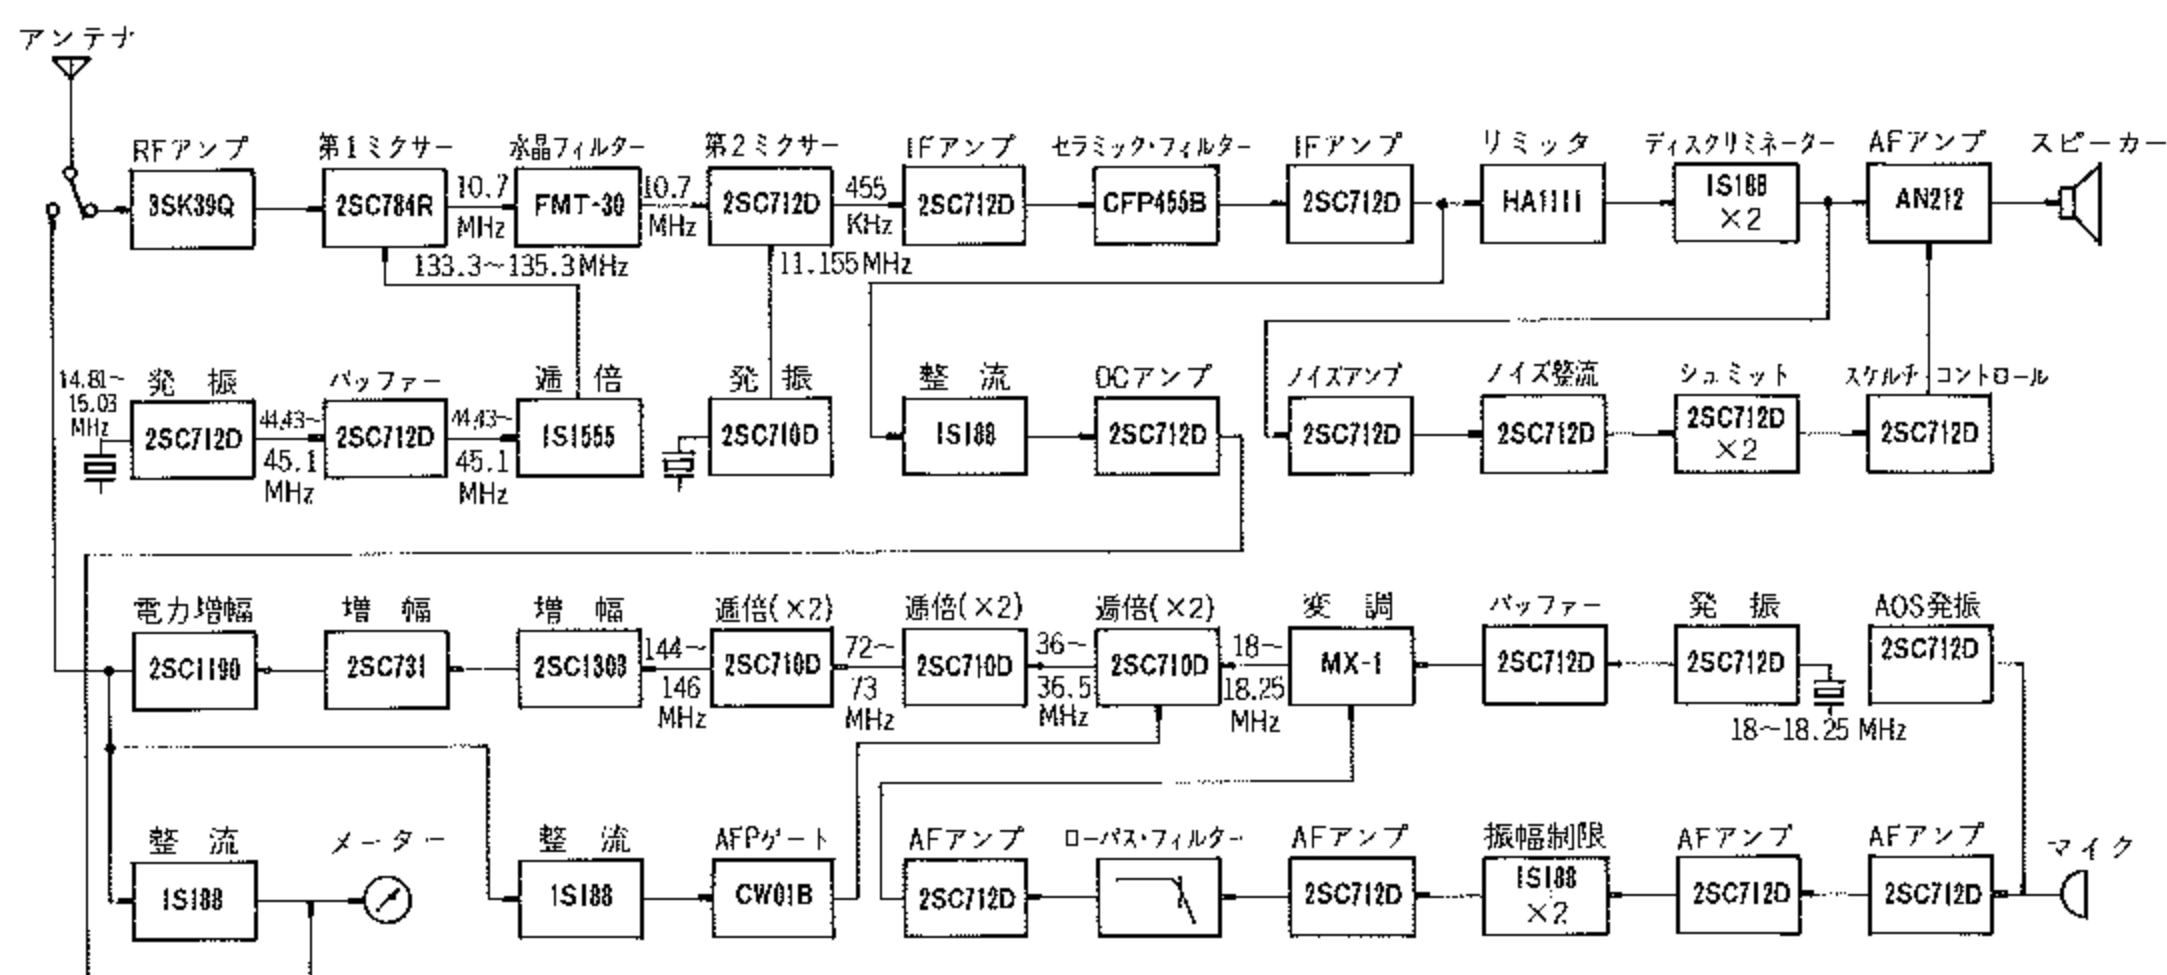 アンテナ
RFアンプ
第1ミクサー
水晶フィルター
第2ミクサー
IFアンプ
セラミック・フィルター
IFアンプ
リミッタ
ディスクリミネーター
AFアンプ
スピーカー
3SK39Q
2SC784R
10.7
MHz
FMT-30
10.7
MHz
2SC712D
455
KHz
2SC712D
CFP455B
2SC712D
HA1111
1S188
×2
AN212
133.3~135.3MHz
11.155MHz
14.81~
15.03
MHz
発振
バッファー
逓倍
発振
整流
DCアンプ
ノイズアンプ
ノイズ整流
シュミット
スケルチ・コントロール
2SC712D
44.43~
45.1
MHz
2SC712D
44.43~
45.1
MHz
1S1555
2SC710D
1S188
2SC712D
2SC712D
2SC712D
2SC712D
×2
2SC712D
電力増幅
増幅
増幅
逓倍(×2)
逓倍(×2)
逓倍(×2)
変調
バッファー
発振
AOS発振
2SC1190
2SC731
2SC1303
144~
146
MHz
2SC710D
72~
73
MHz
2SC710D
36~
36.5
MHz
2SC710D
18~
18.25
MHz
MX-1
2SC712D
2SC712D
18~18.25 MHz
2SC712D
整流
メーター
整流
AFPゲート
AFアンプ
ローパス・フィルター
AFアンプ
振幅制限
AFアンプ
AFアンプ
マイク
1S188
1S188
CW01B
2SC712D
2SC712D
1S188
×2
2SC712D
2SC712D